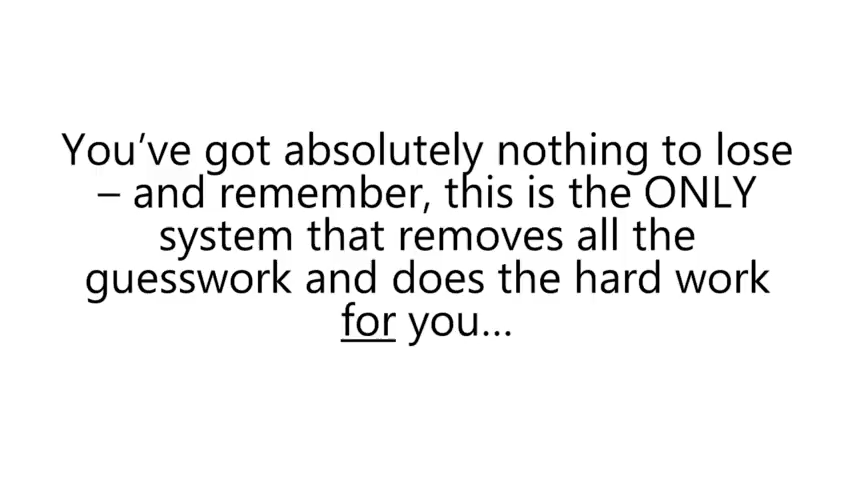 You’ve got absolutely nothing to lose
– and remember, this is the ONLY
system that removes all the
guesswork and does the hard work
for you...